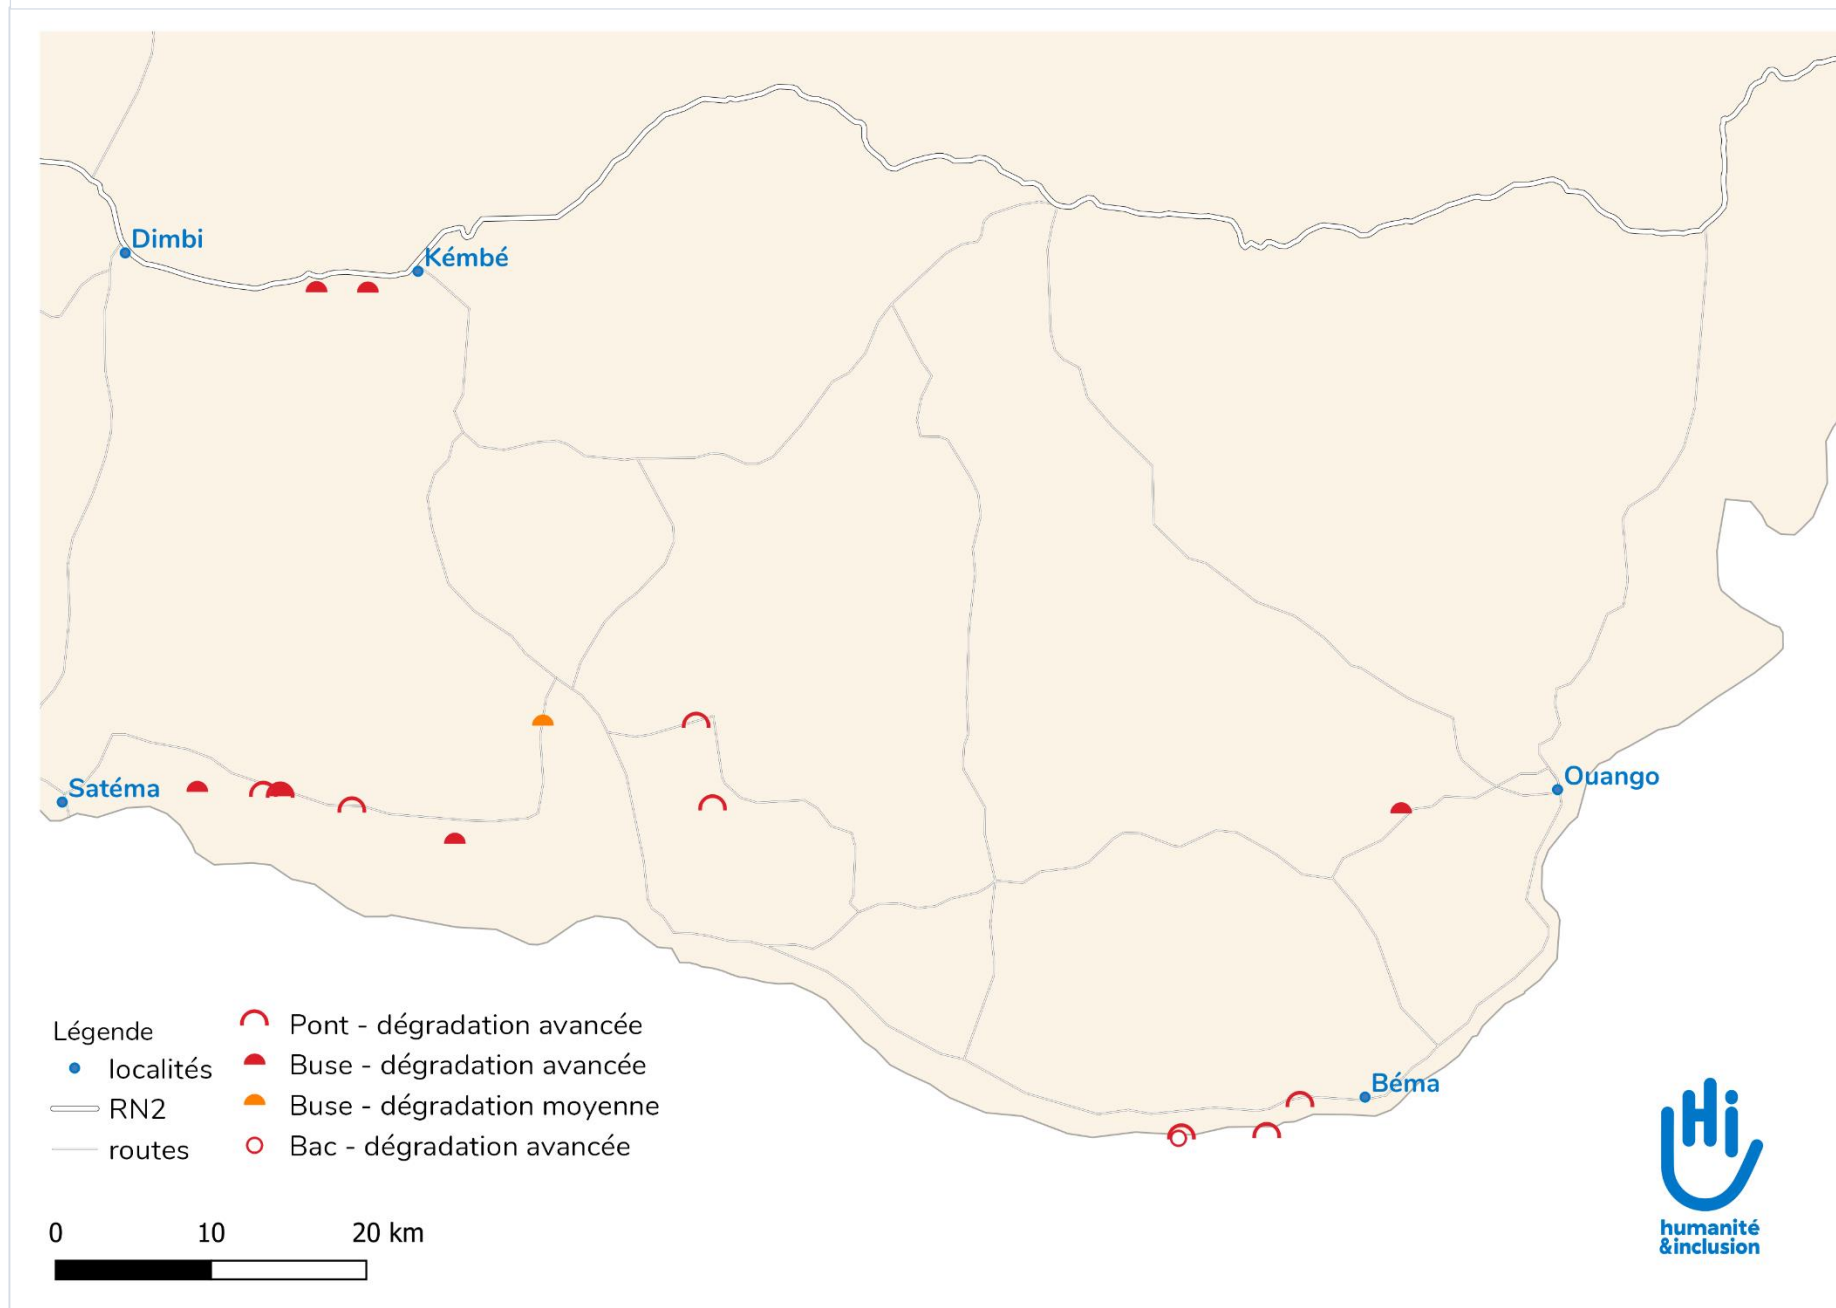 Dimbi
Kémbé
Satéma
Ouango
Béma
Légende
localités
RN2
routes
Pont - dégradation avancée
Buse - dégradation avancée
Buse - dégradation moyenne
Bac - dégradation avancée
0 10 20 km
Hi
humanité
&inclusion